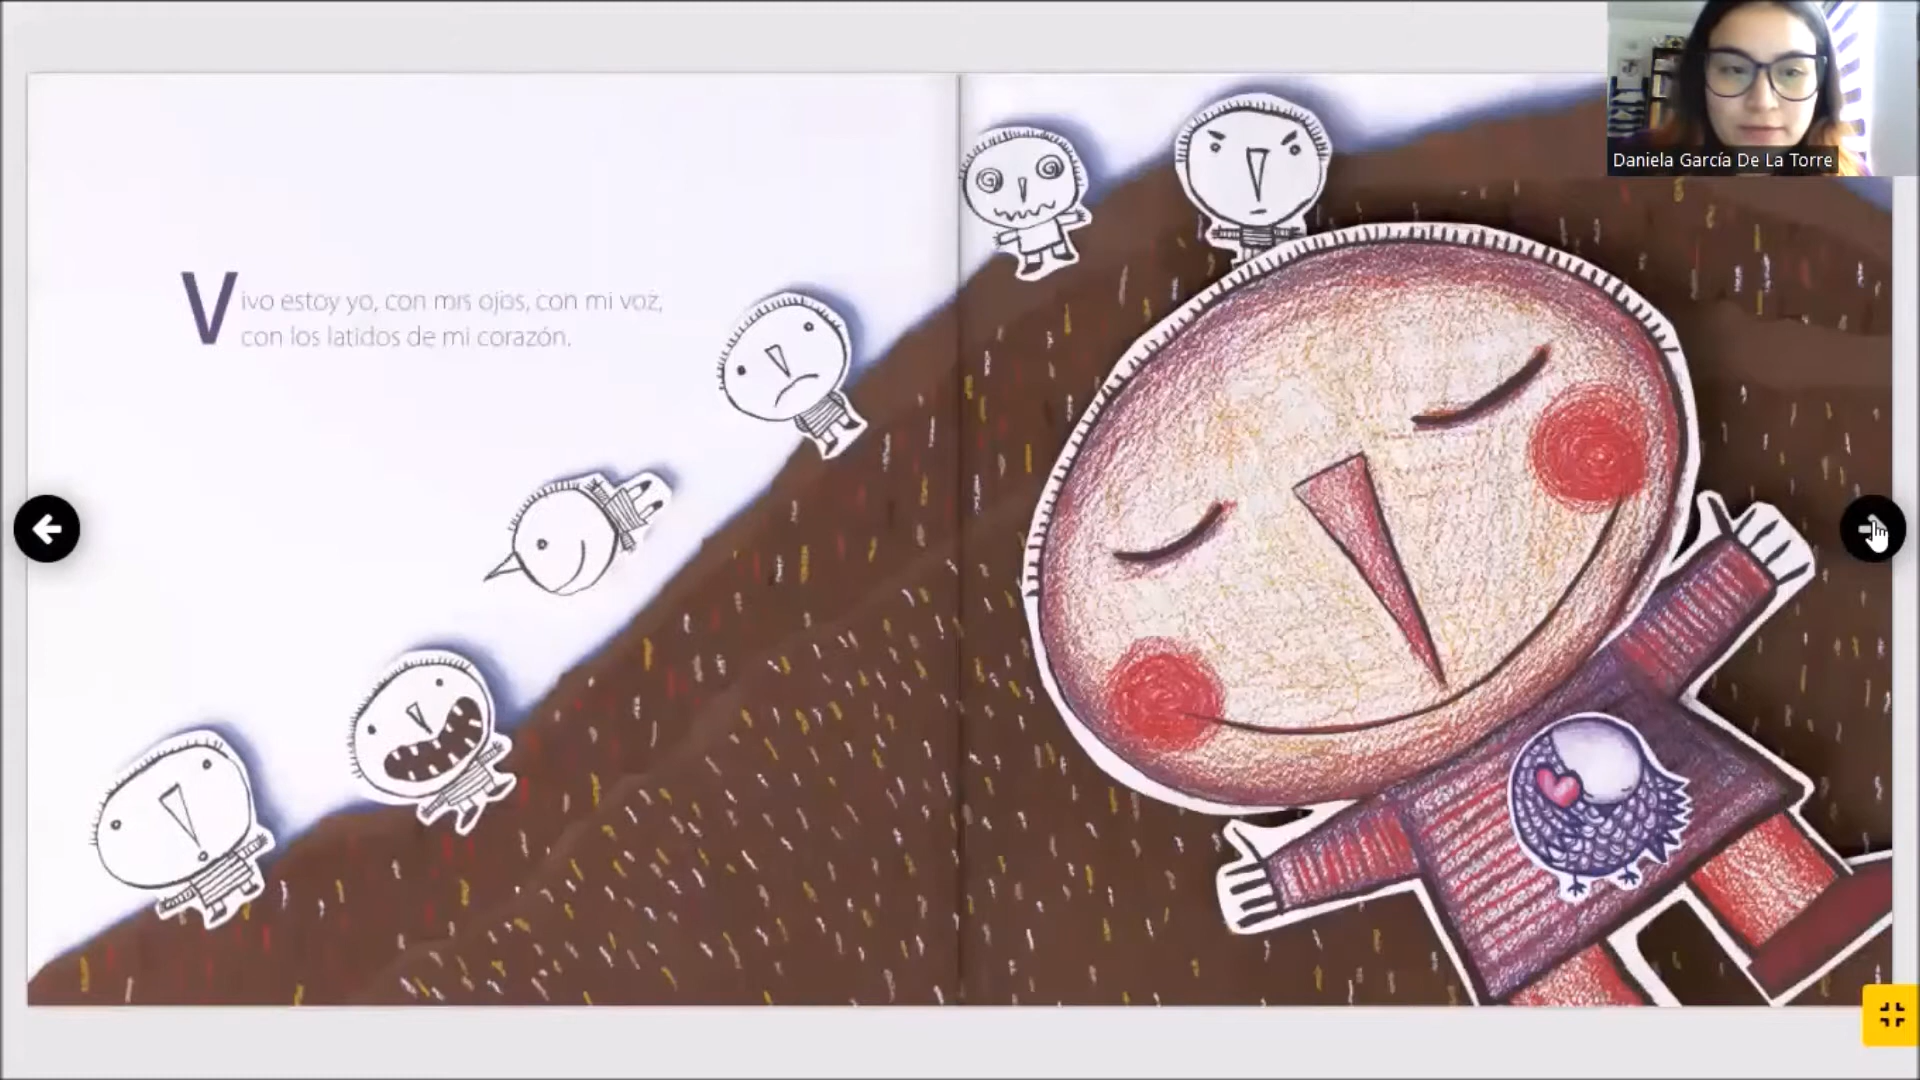 Vivo estoy yo, con mis ojos, con mi voz,
con los latidos de mi corazón.
Daniela García De La Torre